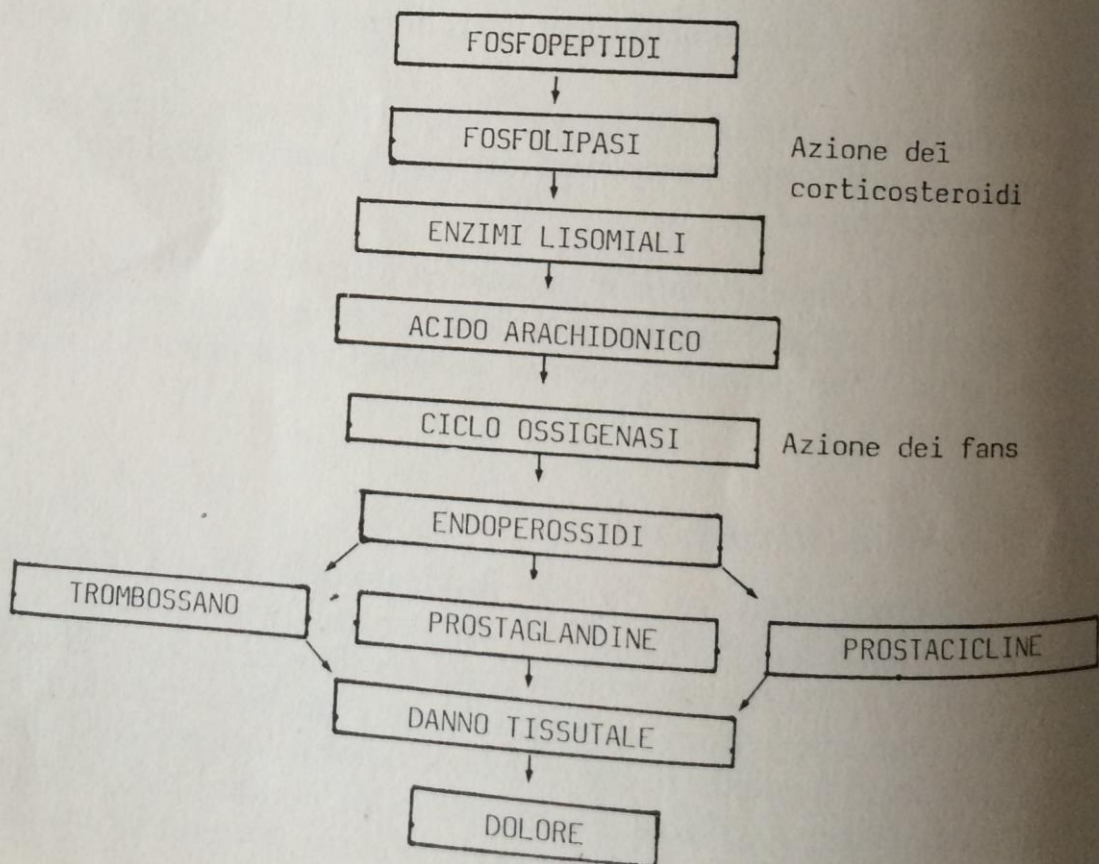 FOSFOPEPTIDI
FOSFOLIPASI
Azione dei
corticosteroidi
ENZIMI LISOMIALI
ACIDO ARACHIDONICO
CICLO OSSIGENASI
Azione dei fans
ENDOPEROSSIDI
TROMBOSSANO
PROSTAGLANDINE
PROSTACICLINE
DANNO TISSUTALE
DOLORE